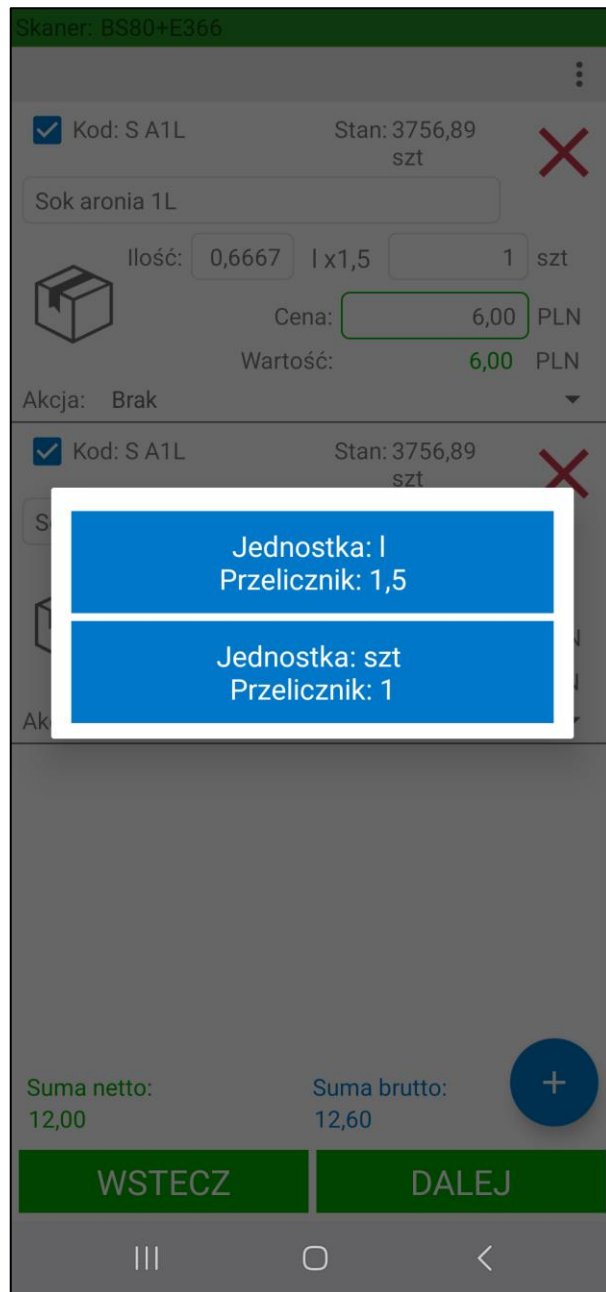 Skaner: BS80+E366
Kod: S A1L Stan: 3756,89
szt
Sok aronia 1L
Ilość: 0,6667 l x1,5 1 szt
Cena: 6,00 PLN
Wartość: 6,00 PLN
Akcja: Brak
Kod: S A1L Stan: 3756,89
szt
Jednostka: l
Przelicznik: 1,5
Jednostka: szt
Przelicznik: 1
Suma netto: Suma brutto:
12,00 12,60
+
WSTECZ DALEJ